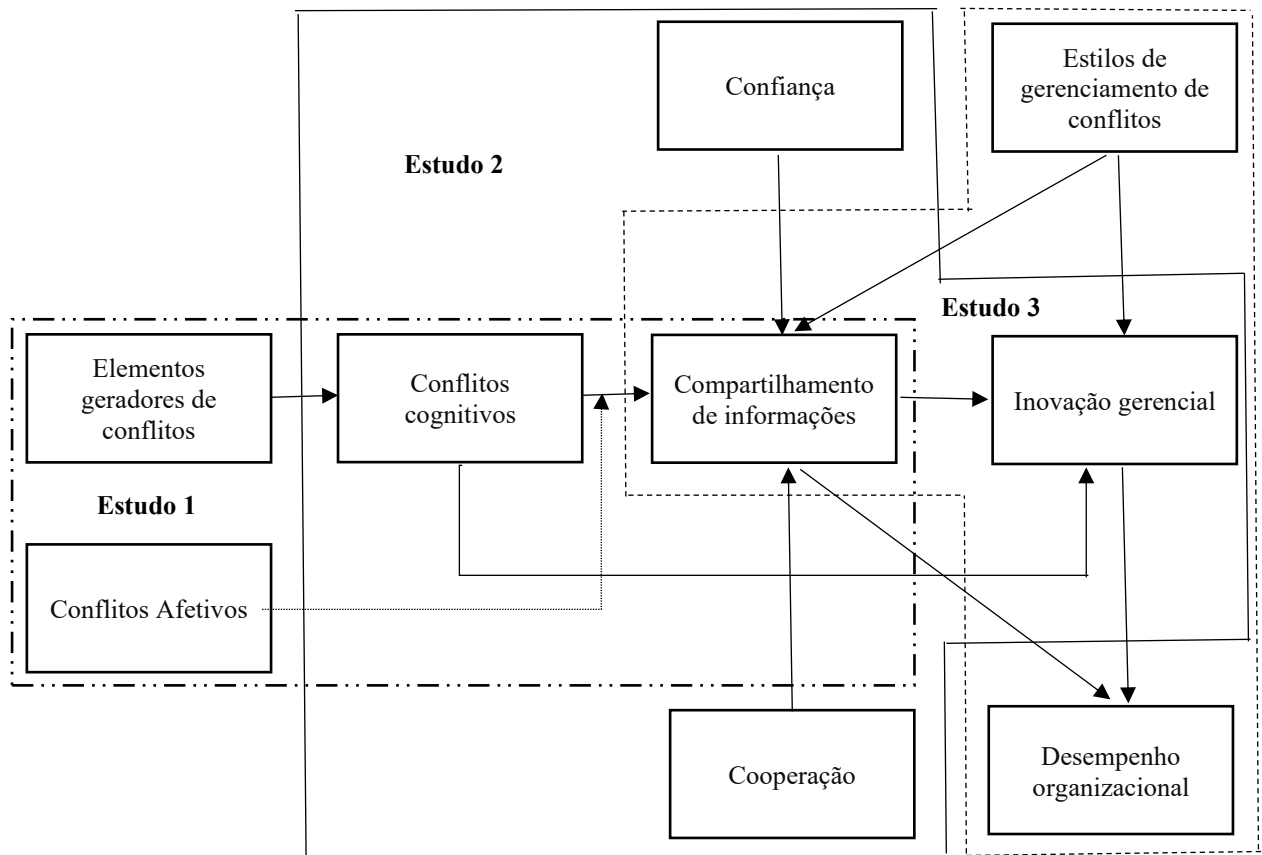 Confiança
Estilos de
gerenciamento de
conflitos
Estudo 2
Estudo 3
Elementos
geradores de
conflitos
Conflitos
cognitivos
Compartilhamento
de informações
Inovação gerencial
Estudo 1
Conflitos Afetivos
Cooperação
Desempenho
organizacional